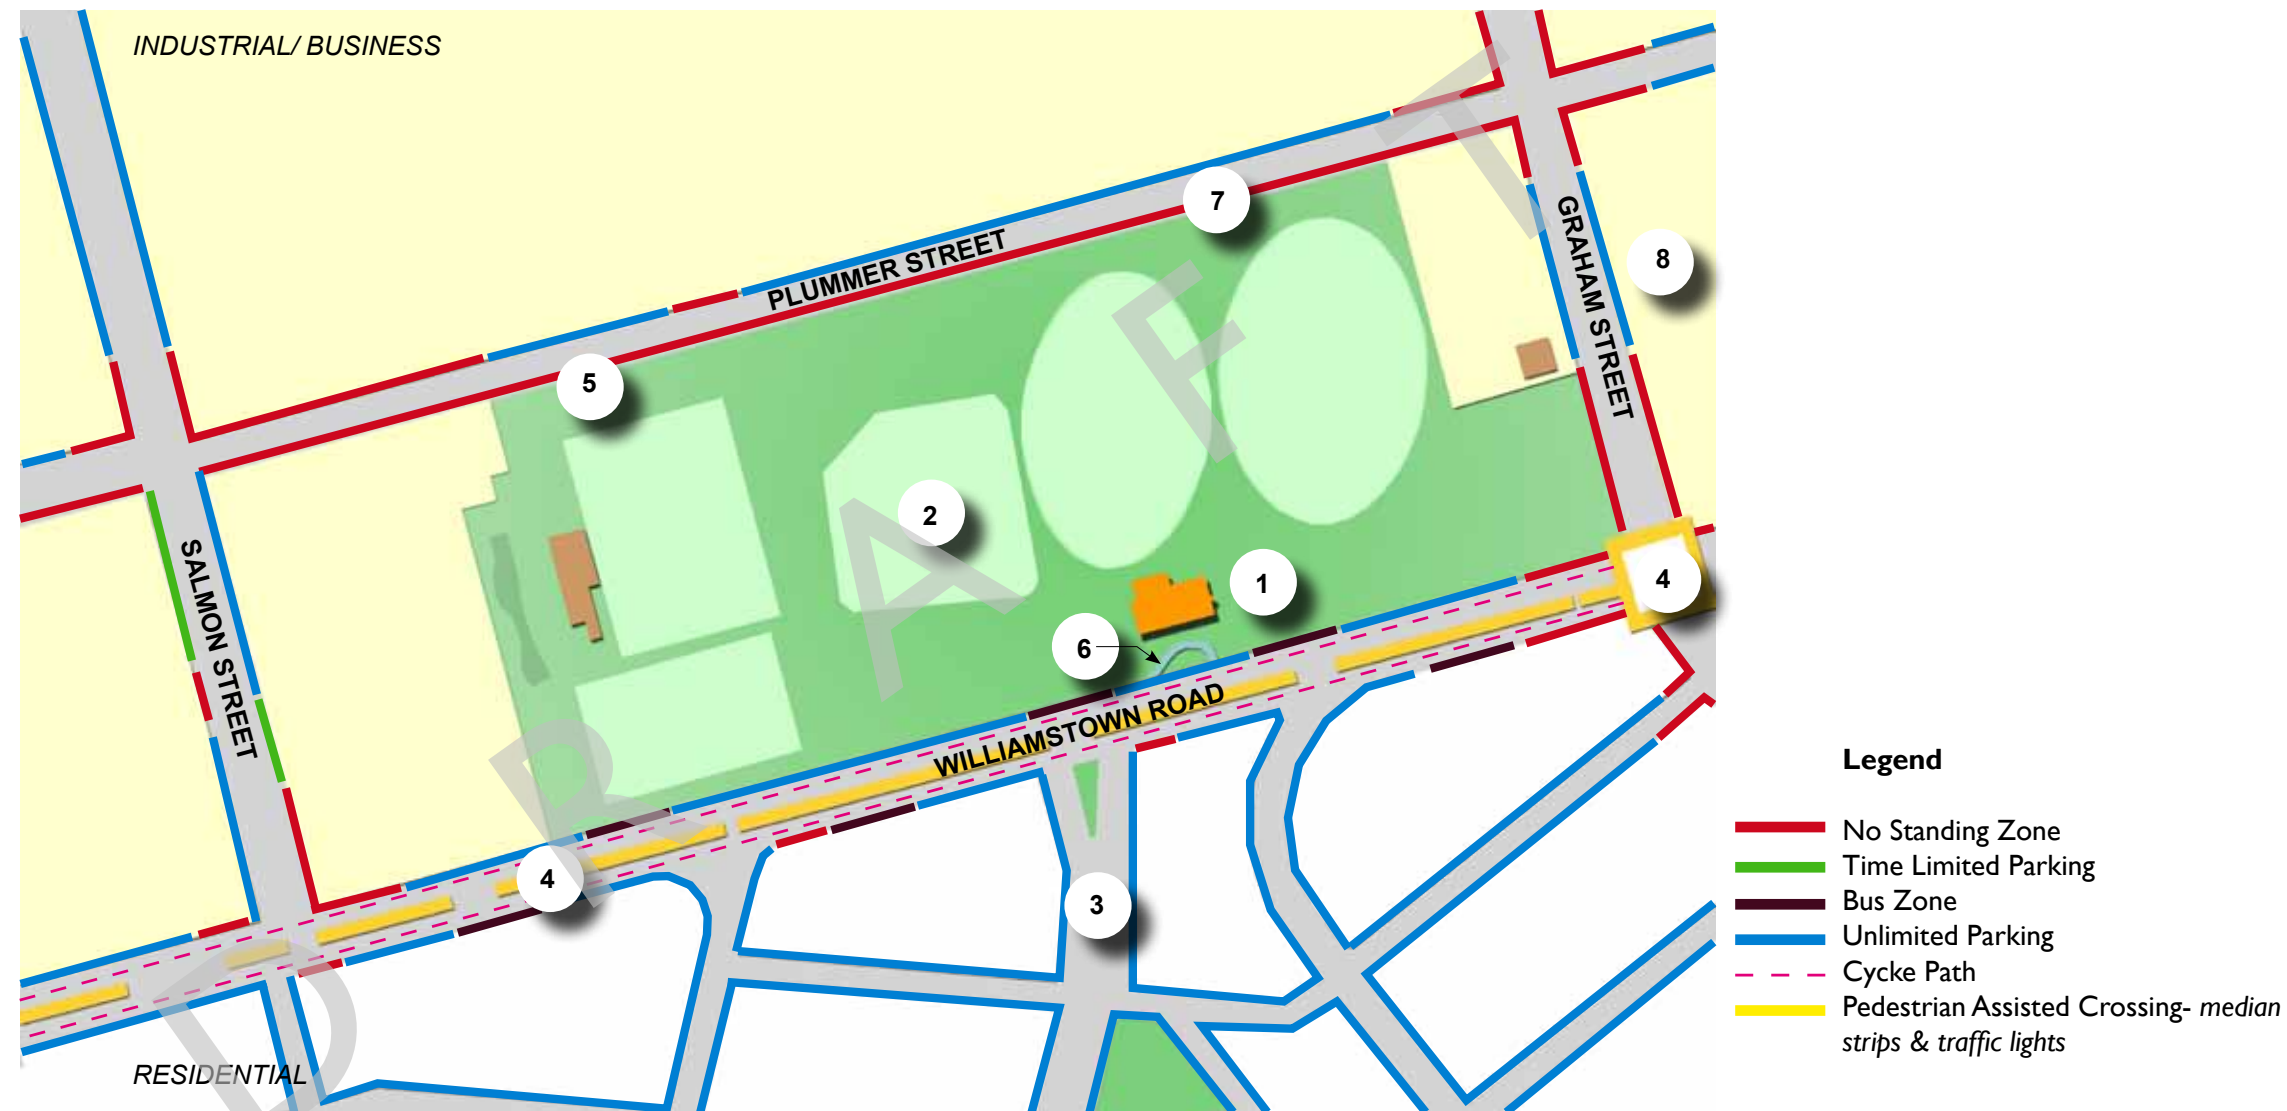 INDUSTRIAL/ BUSINESS
7
PLUMMER STREET
GRAHAM STREET
8
5
2
SALMON STREET
1
4
6
WILLIAMSTOWN ROAD
4
3
RESIDENTIAL
DRAFT
Legend
No Standing Zone
Time Limited Parking
Bus Zone
Unlimited Parking
Cycke Path
Pedestrian Assisted Crossing- median
strips & traffic lights